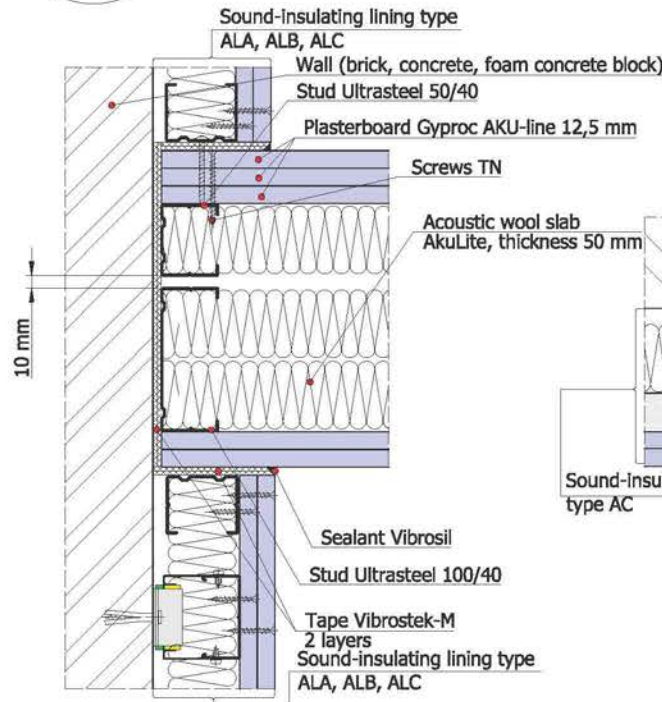 Sound-insulating lining type
ALA, ALB, ALC
Wall (brick, concrete, foam concrete block)
Stud Ultrasteel 50/40
Plasterboard Gyproc AKU-line 12,5 mm
Screws TN
Acoustic wool slab
AkuLite, thickness 50 mm
10 mm
Sound-insu
type AC
Sealant Vibrosil
Stud Ultrasteel 100/40
Tape Vibrostek-M
2 layers
Sound-insulating lining type
ALA, ALB, ALC